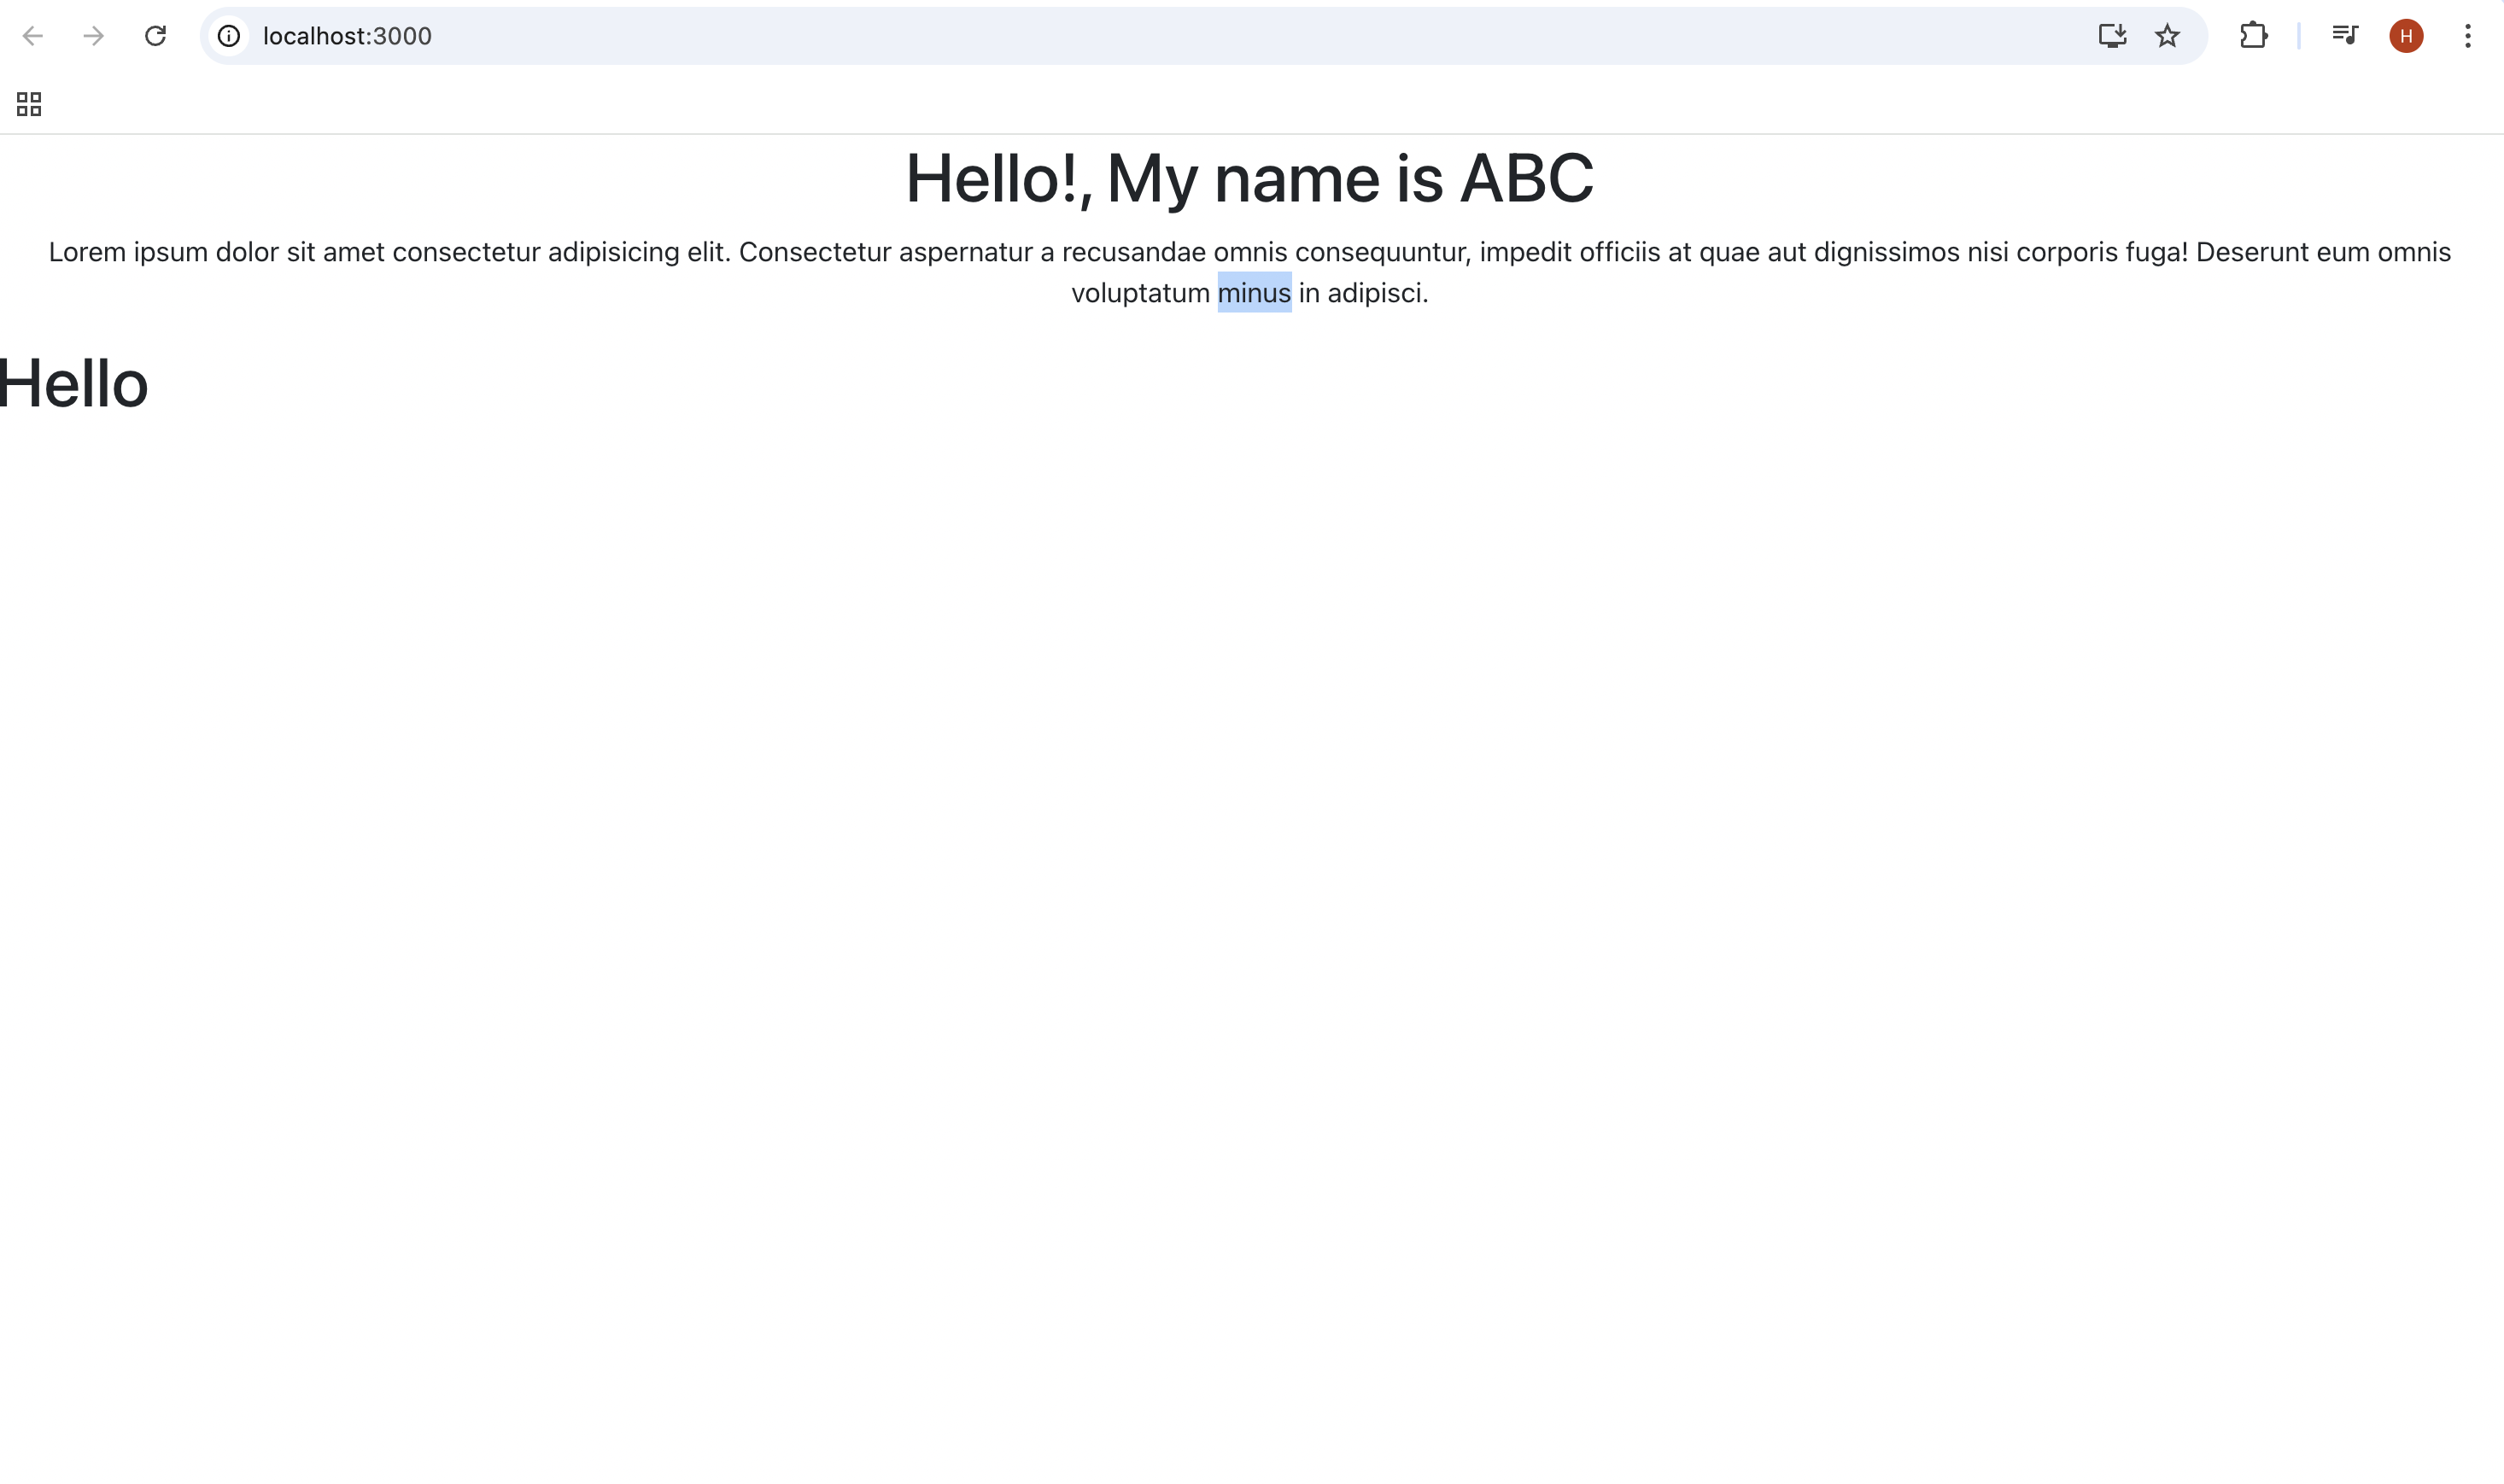 localhost:3000
H
Hello!, My name is ABC
Lorem ipsum dolor sit amet consectetur adipisicing elit. Consectetur aspernatur a recusandae omnis consequuntur, impedit officiis at quae aut dignissimos nisi corporis fuga! Deserunt eum omnis
voluptatum minus in adipisci.
Hello